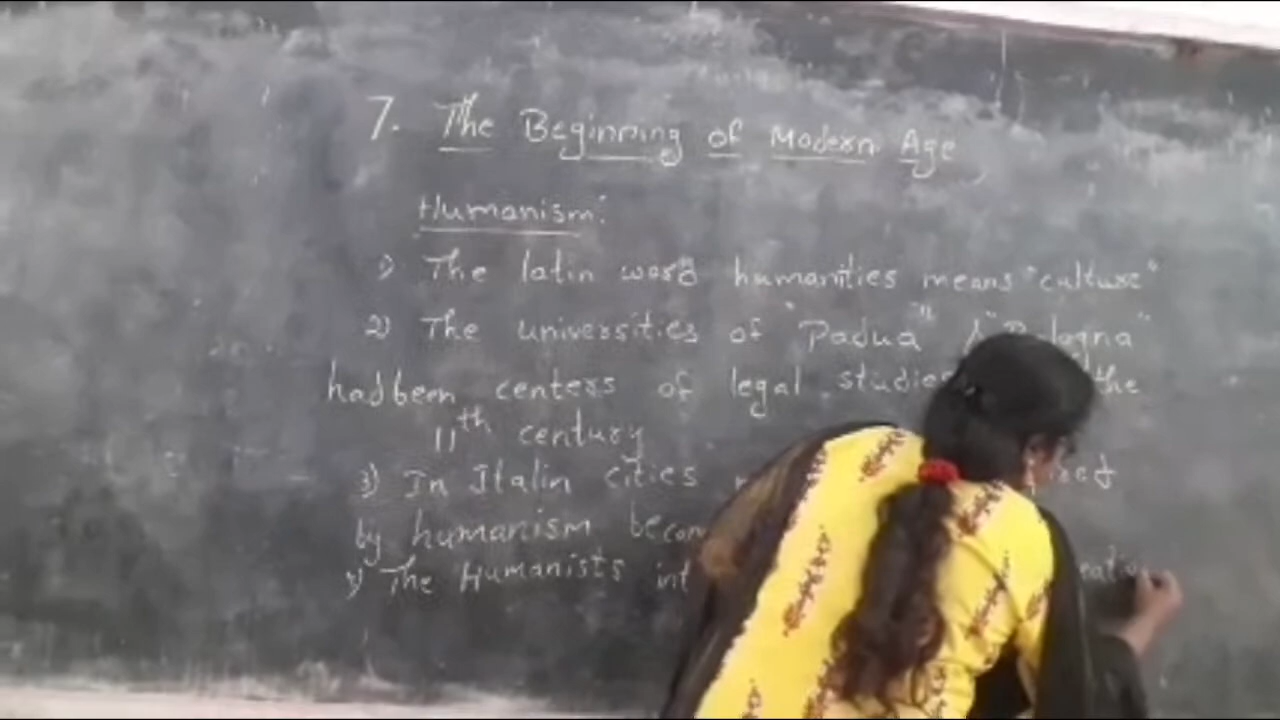 7. The Beginning of Modern Age
Humanism:
1) The latin word humanities means "culture"
2) The universities of "Padua" & "Bologna"
hadbeen centers of legal studies the
11th century
3) In Italin cities
by humanism
The Humanists